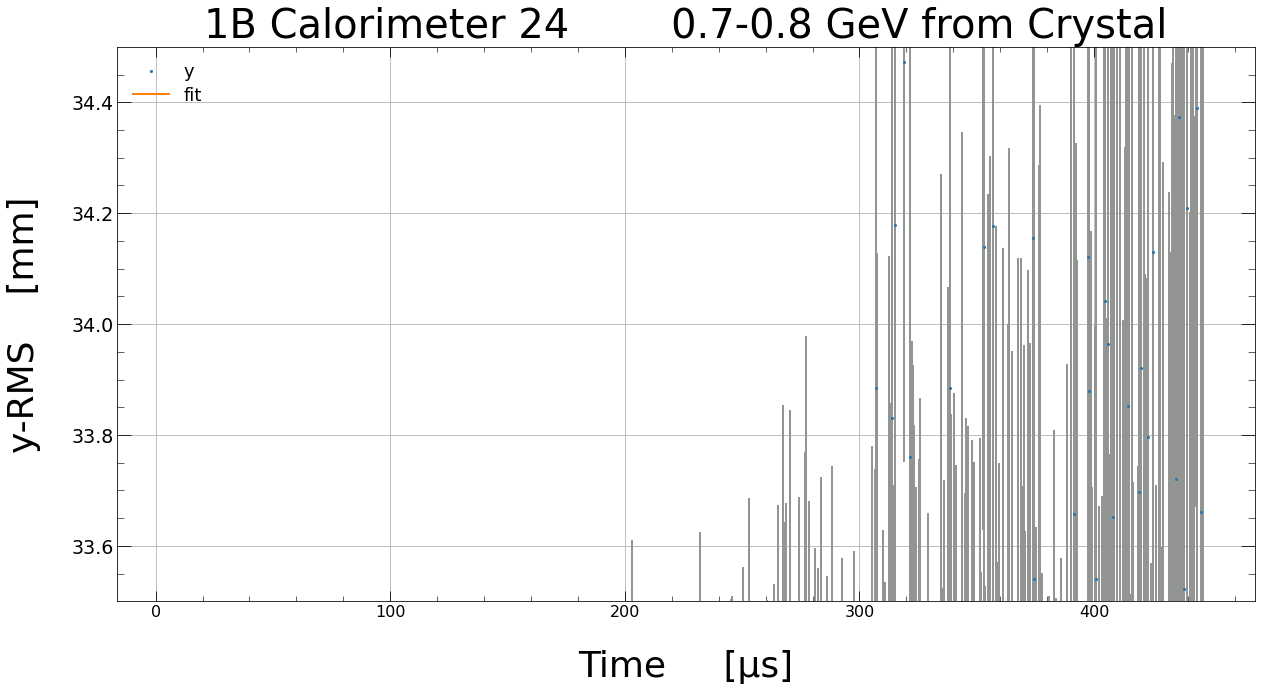 1B Calorimeter 24 0.7-0.8 GeV from Crystal
y
fit
y-RMS [mm]
34.4
34.2
34.0
33.8
33.6
0 100 200 300 400
Time [μs]